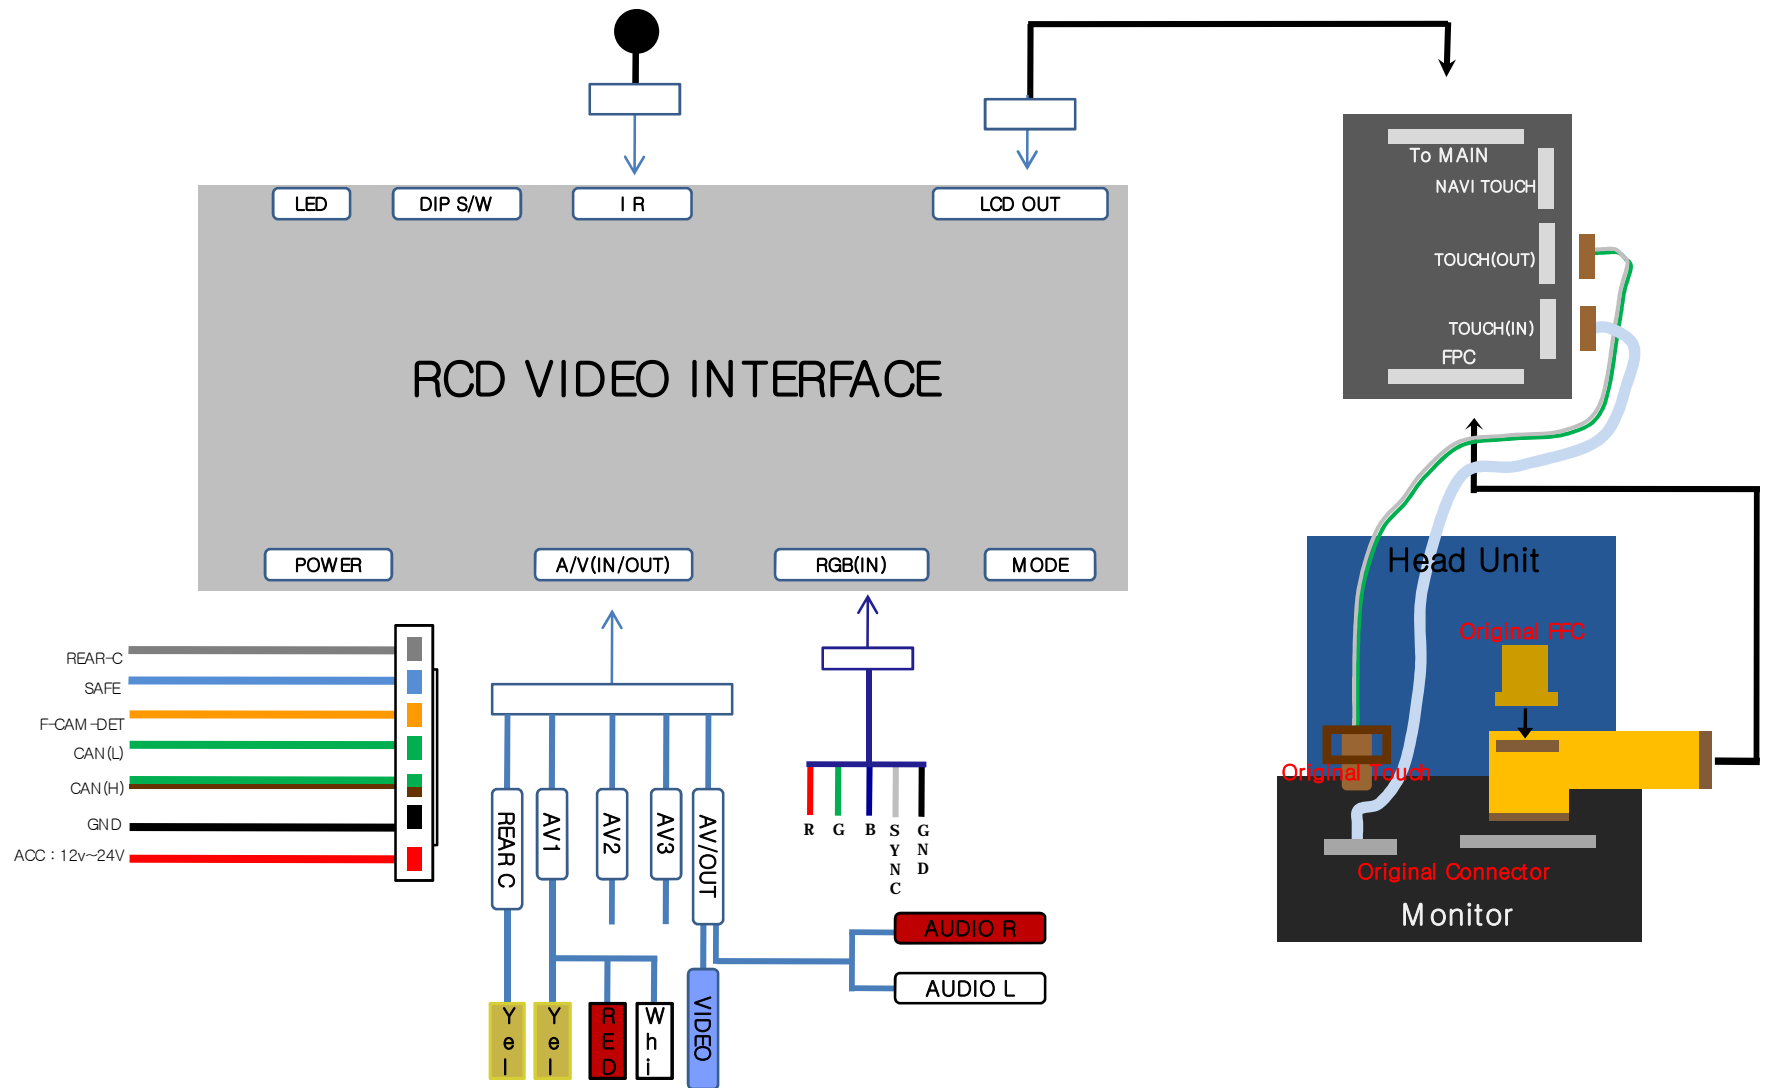 To MAIN
NAVI TOUCH
LED
DIP S/W
I R
LCD OUT
TOUCH(OUT)
TOUCH(IN)
FPC
RCD VIDEO INTERFACE
POWER
A/V(IN/OUT)
RGB(IN)
MODE
Head Unit
Original FFC
REAR-C
SAFE
F-CAM-DET
CAN(L)
CAN(H)
GND
ACC : 12v~24V
REAR C
AV1
AV2
AV3
AV/OUT
R
G
B
SYNC
GND
Original Touch
Original Connector
Monitor
AUDIO R
AUDIO L
Yel
Yel
RED
Whi
VIDEO